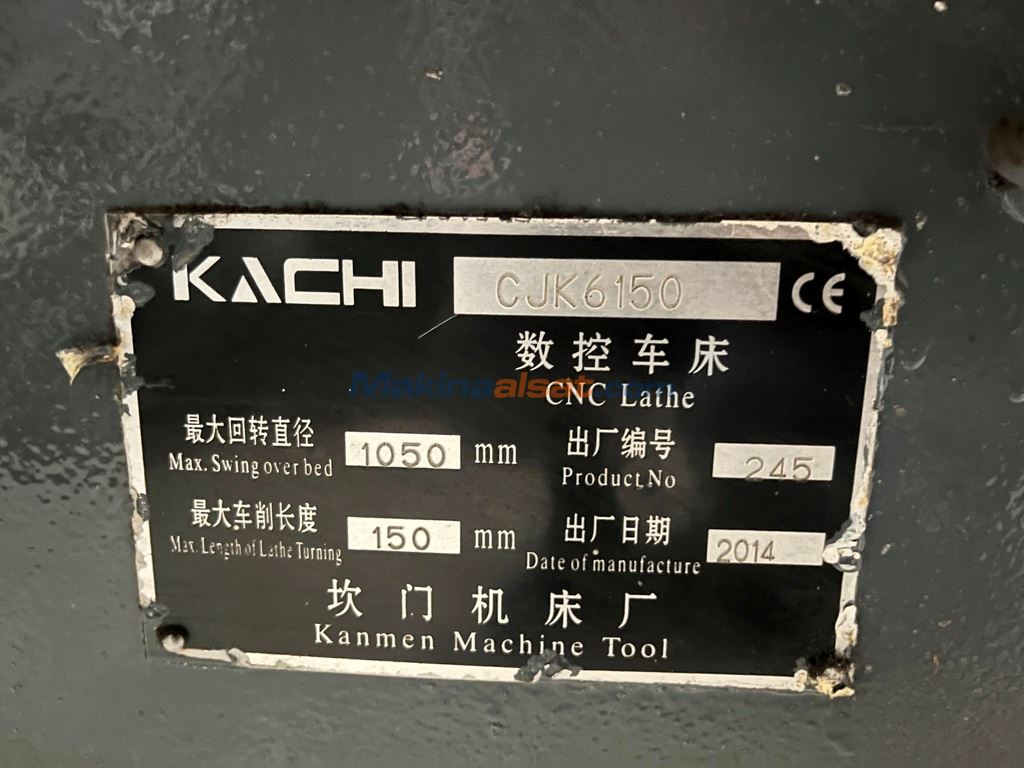 KACHI CJK6150 CE
数控车床
Makinaalsat.com
CNC Lathe
最大回转直径 1050 mm 出厂编号 245
Max. Swing over bed Product.No
最大车削长度 150 mm 出厂日期 2014
Max. Length of Lathe Turning Date of manufacture
坎门机床厂
Kanmen Machine Tool